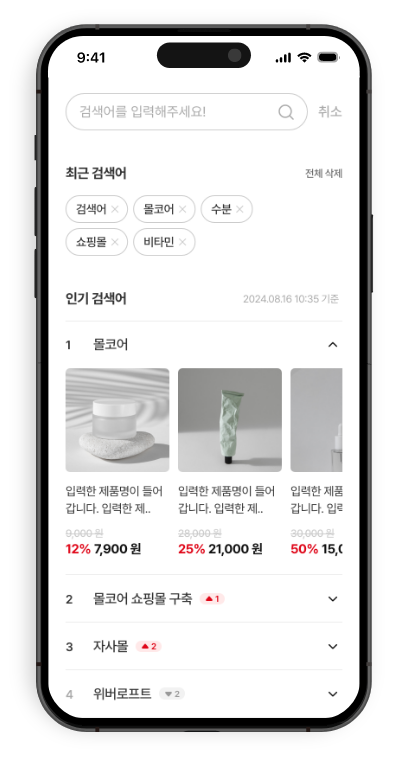 9:41
검색어를 입력해주세요! 취소
최근 검색어 전체 삭제
검색어 몰코어 수분
쇼핑몰 비타민
인기 검색어 2024.08.16 10:35 기준
1 몰코어
입력한 제품명이 들어 입력한 제품명이 들어 입력한 제품
갑니다. 입력한 제.. 갑니다. 입력한 제.. 갑니다. 입력
9,000 원 28,000 원 30,000 원
12% 7,900 원 25% 21,000 원 50% 15,0
2 몰코어 쇼핑몰 구축 1
3 자사몰 2
4 위버로프트 2